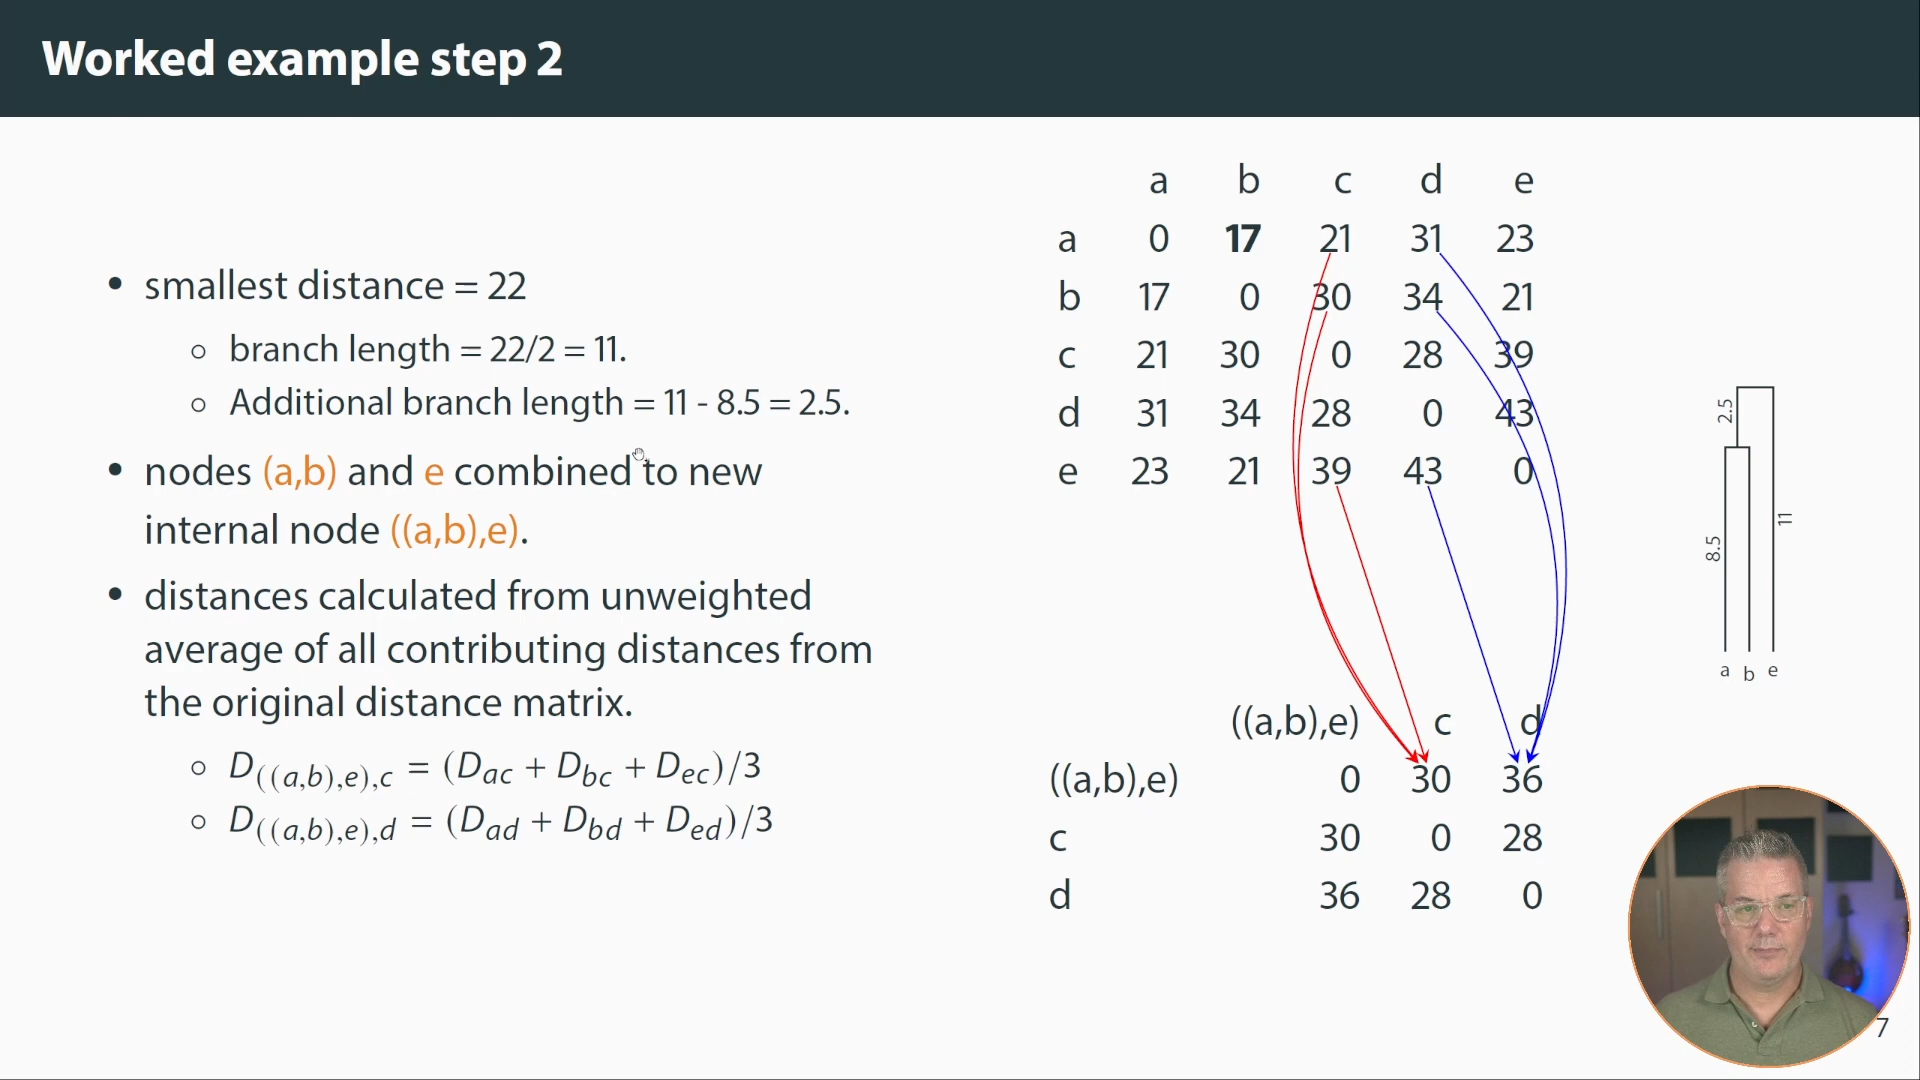 Worked example step 2
• smallest distance = 22
○ branch length = 22/2 = 11.
○ Additional branch length = 11 - 8.5 = 2.5.
• nodes (a,b) and e combined to new
internal node ((a,b),e).
• distances calculated from unweighted
average of all contributing distances from
the original distance matrix.
○ D((a,b),e),c = (Dac + Dbc + Dec)/3
○ D((a,b),e),d = (Dad + Dbd + Ded)/3
a b c d e
a 0 17 21 31 23
b 17 0 30 34 21
c 21 30 0 28 39
d 31 34 28 0 43
e 23 21 39 43 0
((a,b),e) c d
((a,b),e) 0 30 36
c 30 0 28
d 36 28 0
2.5
8.5
11
a b e
7